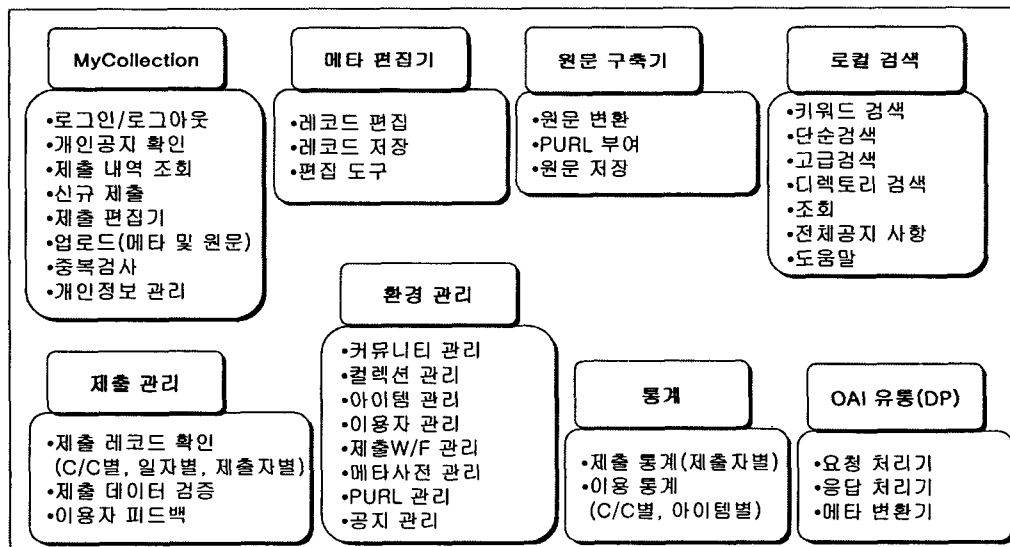 MyCollection
•로그인/로그아웃
•개인공지 확인
•제출 내역 조회
•신규 제출
•제출 편집기
•업로드(메타 및 원문)
•중복검사
•개인정보 관리
메타 편집기
•레코드 편집
•레코드 저장
•편집 도구
원문 구축기
•원문 변환
•PURL 부여
•원문 저장
로컬 검색
•키워드 검색
•단순검색
•고급검색
•디렉토리 검색
•조회
•전체공지 사항
•도움말
제출 관리
•제출 레코드 확인
(C/C별, 일자별, 제출자별)
•제출 데이터 검증
•이용자 피드백
환경 관리
•커뮤니티 관리
•컬렉션 관리
•아이템 관리
•이용자 관리
•제출W/F 관리
•메타사전 관리
•PURL 관리
•공지 관리
통계
•제출 통계(제출자별)
•이용 통계
(C/C별, 아이템별)
OAI 유통(DP)
•요청 처리기
•응답 처리기
•메타 변환기